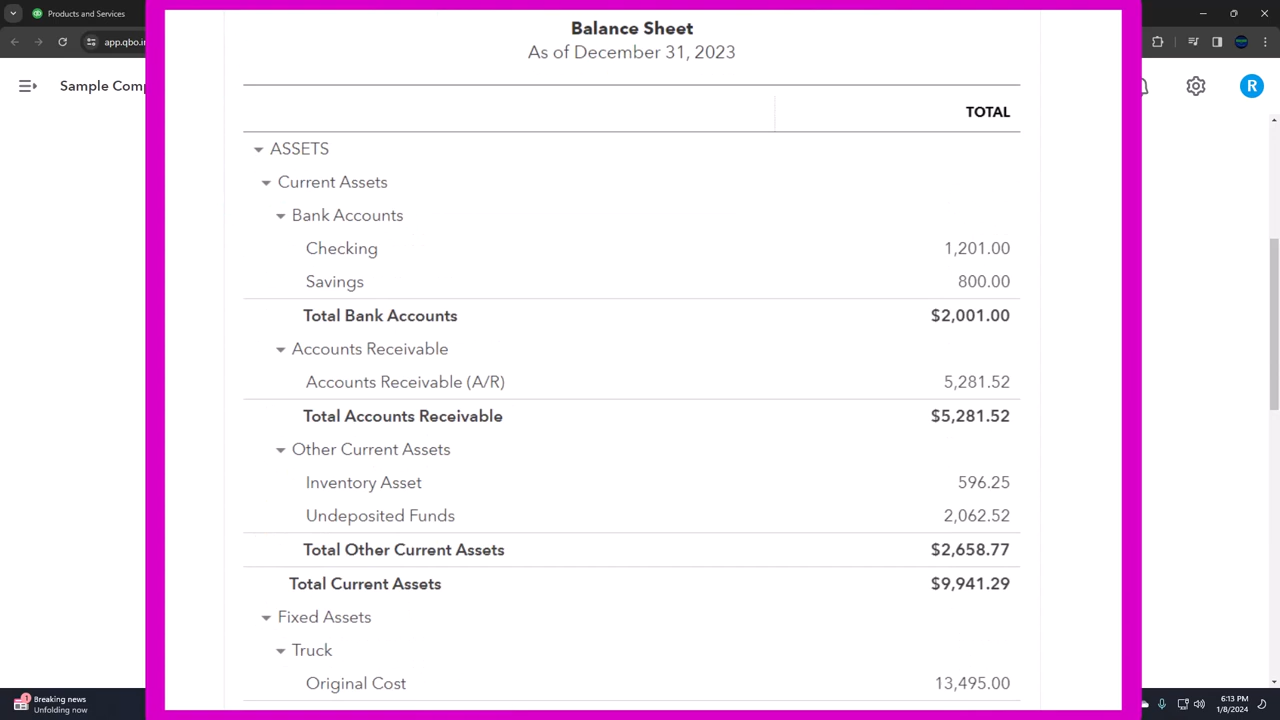 Products and Services
app.qbo.in
Sample Comp
R
Balance Sheet
As of December 31, 2023
TOTAL
ASSETS
Current Assets
Bank Accounts
Checking 1,201.00
Savings 800.00
Total Bank Accounts $2,001.00
Accounts Receivable
Accounts Receivable (A/R) 5,281.52
Total Accounts Receivable $5,281.52
Other Current Assets
Inventory Asset 596.25
Undeposited Funds 2,062.52
Total Other Current Assets $2,658.77
Total Current Assets $9,941.29
Fixed Assets
Truck
Original Cost 13,495.00
1
Breaking news
Unfolding now
6:13 PM
1/8/2024